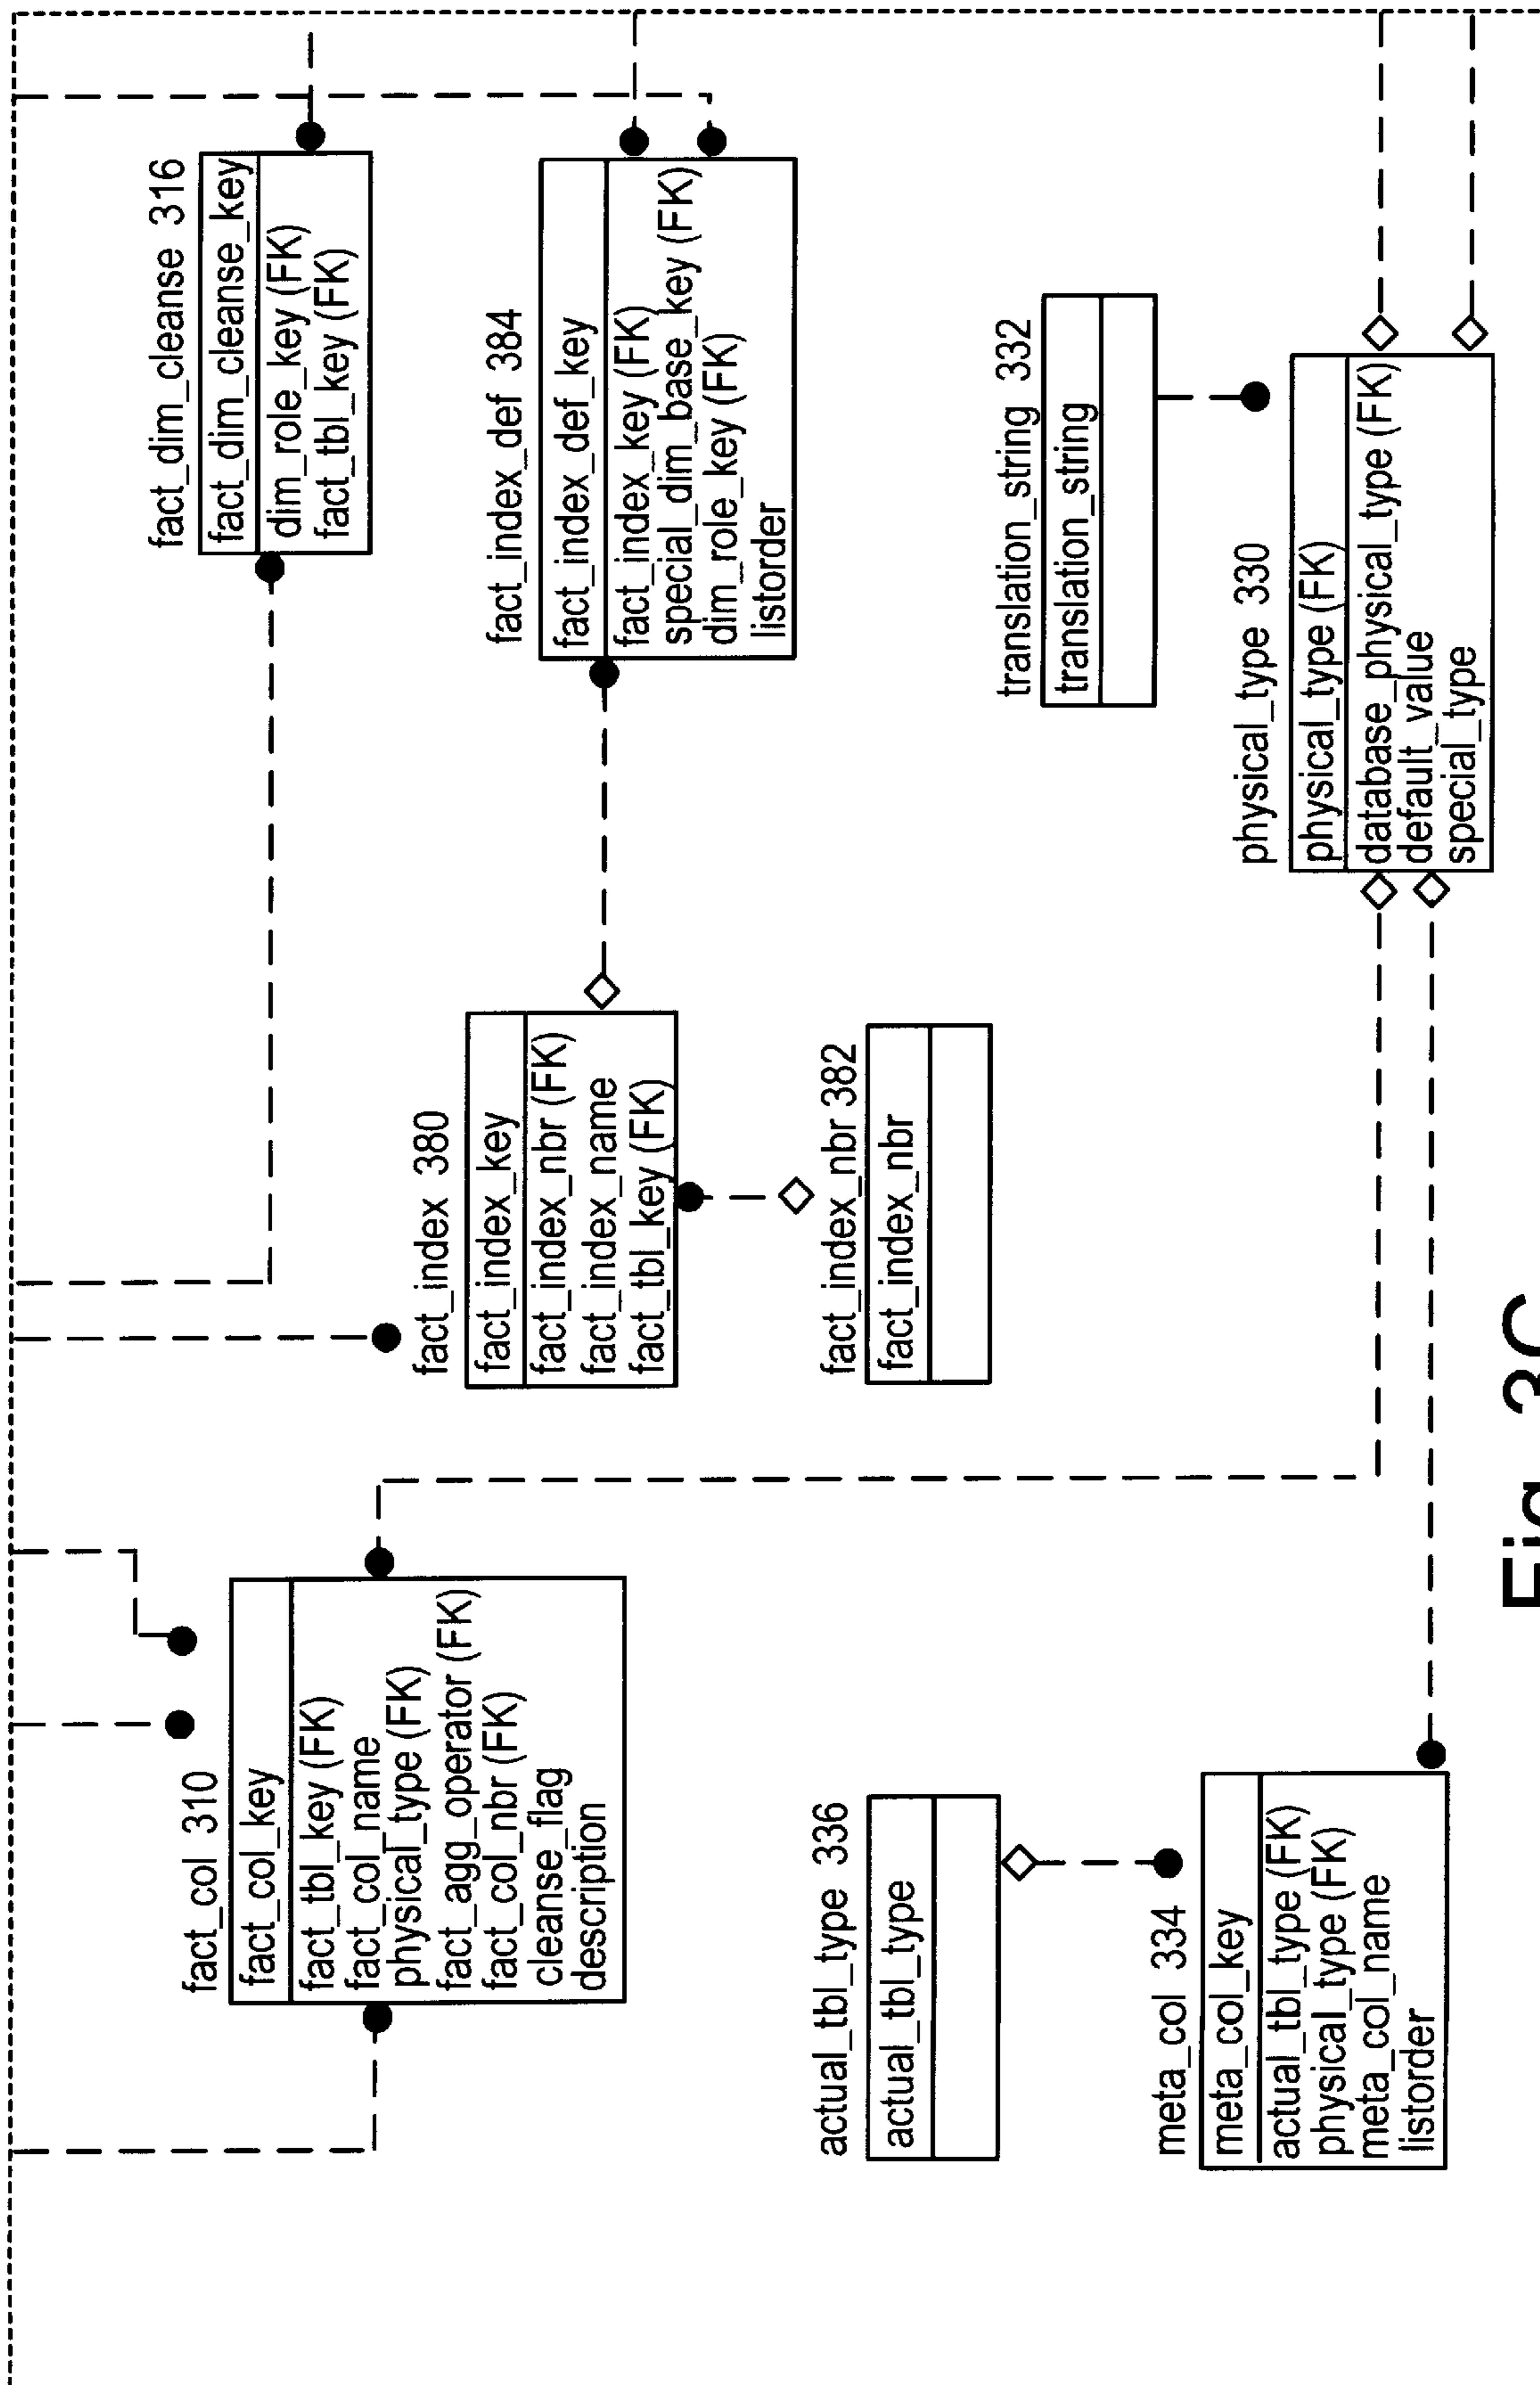 fact_col 310
fact_col_key
fact_tbl_key (FK)
fact_col_name
physical_type (FK)
fact_agg_operator (FK)
fact_col_nbr (FK)
cleanse_flag
description
fact_index 380
fact_index_key
fact_index_nbr (FK)
fact_index_name
fact_tbl_key (FK)
fact_index_nbr 382
fact_index_nbr
fact_dim_cleanse 316
fact_dim_cleanse_key
dim_role_key (FK)
fact_tbl_key (FK)
fact_index_def 384
fact_index_def_key
fact_index_key (FK)
special_dim_base_key (FK)
dim_role_key (FK)
listorder
actual_tbl_type 336
actual_tbl_type
meta_col 334
meta_col_key
actual_tbl_type (FK)
physical_type (FK)
meta_col_name
listorder
translation_string 332
translation_string
physical_type 330
physical_type (FK)
database_physical_type (FK)
default_value
special_type
Fig. 3C